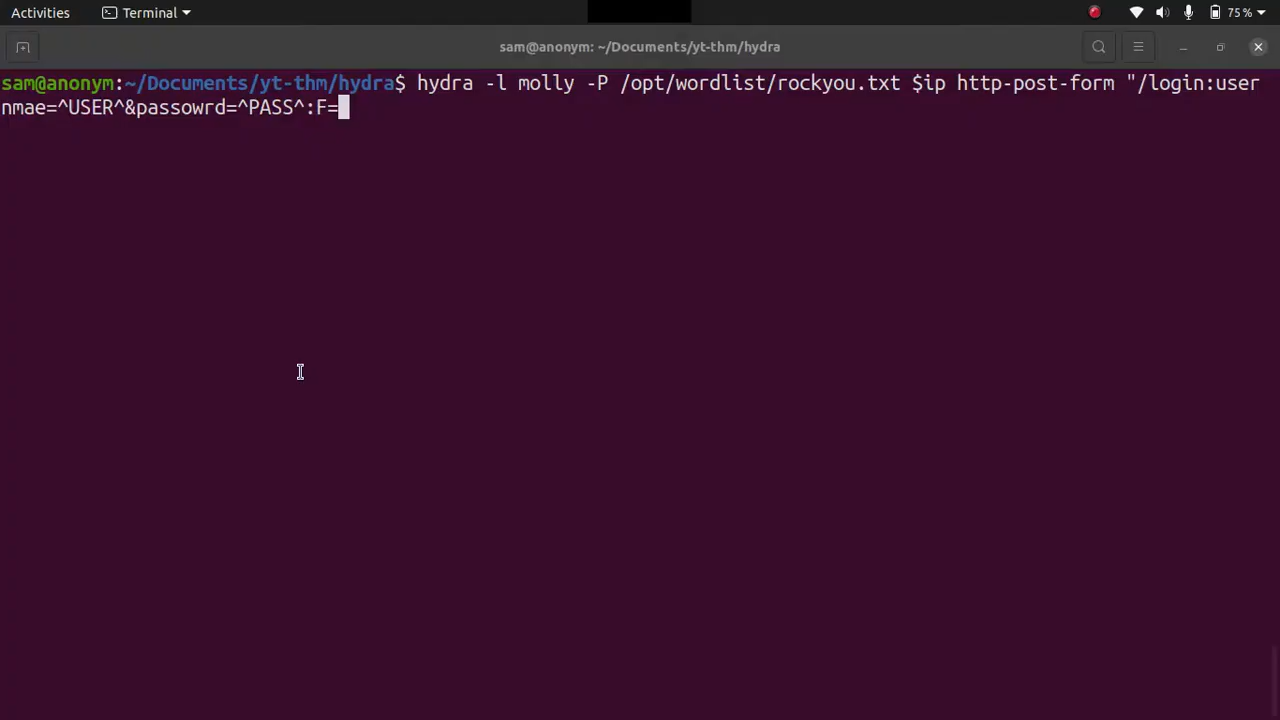 Activities Terminal 75%
sam@anonym: ~/Documents/yt-thm/hydra
sam@anonym:~/Documents/yt-thm/hydra$ hydra -l molly -P /opt/wordlist/rockyou.txt $ip http-post-form "/login:user
nmae=^USER^&passowrd=^PASS^:F=